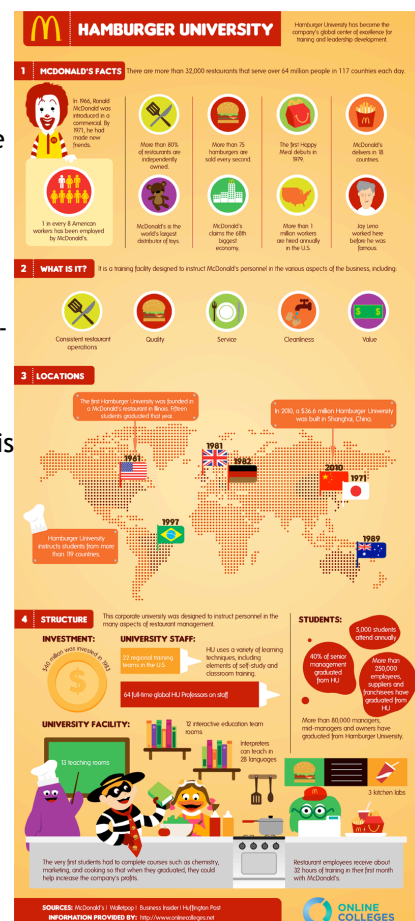 HAMBURGER UNIVERSITY
Hamburger University has become the
company's global center of excellence for
training and leadership development.
e
-
is
1 MCDONALD'S FACTS There are more than 32,000 restaurants that serve over 64 million people in 117 countries each day.
In 1966, Ronald
McDonald was
introduced in a
commercial. By
1971, he had
made new
friends.
More than 80%
of restaurants are
independently
owned.
More than 75
hamburgers are
sold every second.
The first Happy
Meal debuts in
1979.
McDonald's
delivers in 18
countries.
1 in every 8 American
workers has been employed
by McDonald's.
McDonald's is the
world's largest
distributor of toys.
McDonald's
claims the 68th
biggest
economy.
More than 1
million workers
are hired annually
in the U.S.
Jay Leno
worked here
before he was
famous.
2 WHAT IS IT? It is a training facility designed to instruct McDonald's personnel in the various aspects of the business, including:
Consistent restaurant
operations
Quality
Service
Cleanliness
Value
3 LOCATIONS
The first Hamburger University was founded in
a McDonald's restaurant in Illinois. Fifteen
students graduated that year.
In 2010, a $36.6 million Hamburger University
was built in Shanghai, China.
1961
1981
1982
2010
1971
1997
1989
Hamburger University
instructs students from more
than 119 countries.
4 STRUCTURE This corporate university was designed to instruct personnel in the
many aspects of restaurant management.
INVESTMENT:
$40 million was invested in 1983
UNIVERSITY STAFF:
22 regional training
teams in the U.S.
HU uses a variety of learning
techniques, including
elements of self-study and
classroom training.
64 full-time global HU Professors on staff
STUDENTS:
5,000 students
attend annually
40% of senior
management
graduated
from HU
More than
250,000
employees,
suppliers and
franchisees have
graduated from
HU
More than 80,000 managers,
mid-managers and owners have
graduated from Hamburger University.
UNIVERSITY FACILITY:
13 teaching rooms
12 interactive education team
rooms
Interpreters
can teach in
28 languages
3 kitchen labs
The very first students had to complete courses such as chemistry,
marketing, and cooking so that when they graduated, they could
help increase the company's profits.
Restaurant employees receive about
32 hours of training in their first month
with McDonald's.
SOURCES: McDonald's | Walletpop | Business Insider | Huffington Post
INFORMATION PROVIDED BY: http://www.onlinecolleges.net
ONLINE
COLLEGES